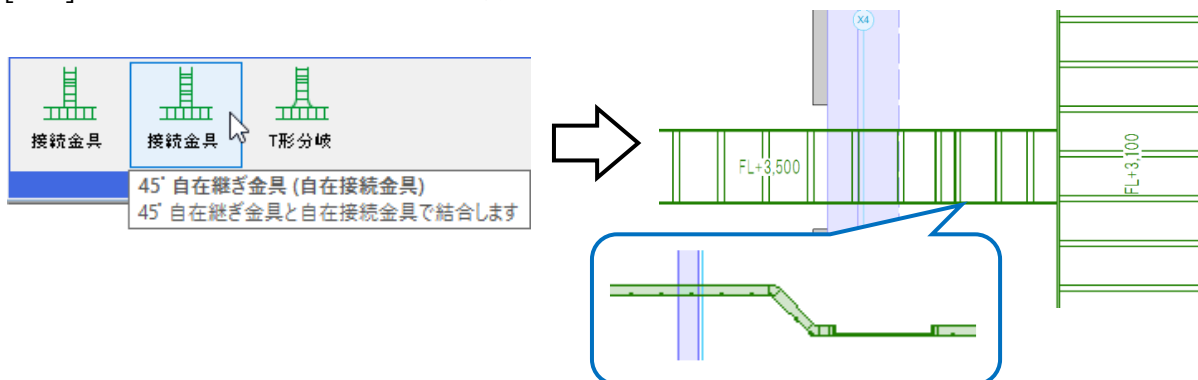 接続金具
接続金具
T形分岐
45ﾟ自在継ぎ金具 (自在接続金具)
45ﾟ自在継ぎ金具と自在接続金具で結合します
X4
FL+3,500
FL+3,100